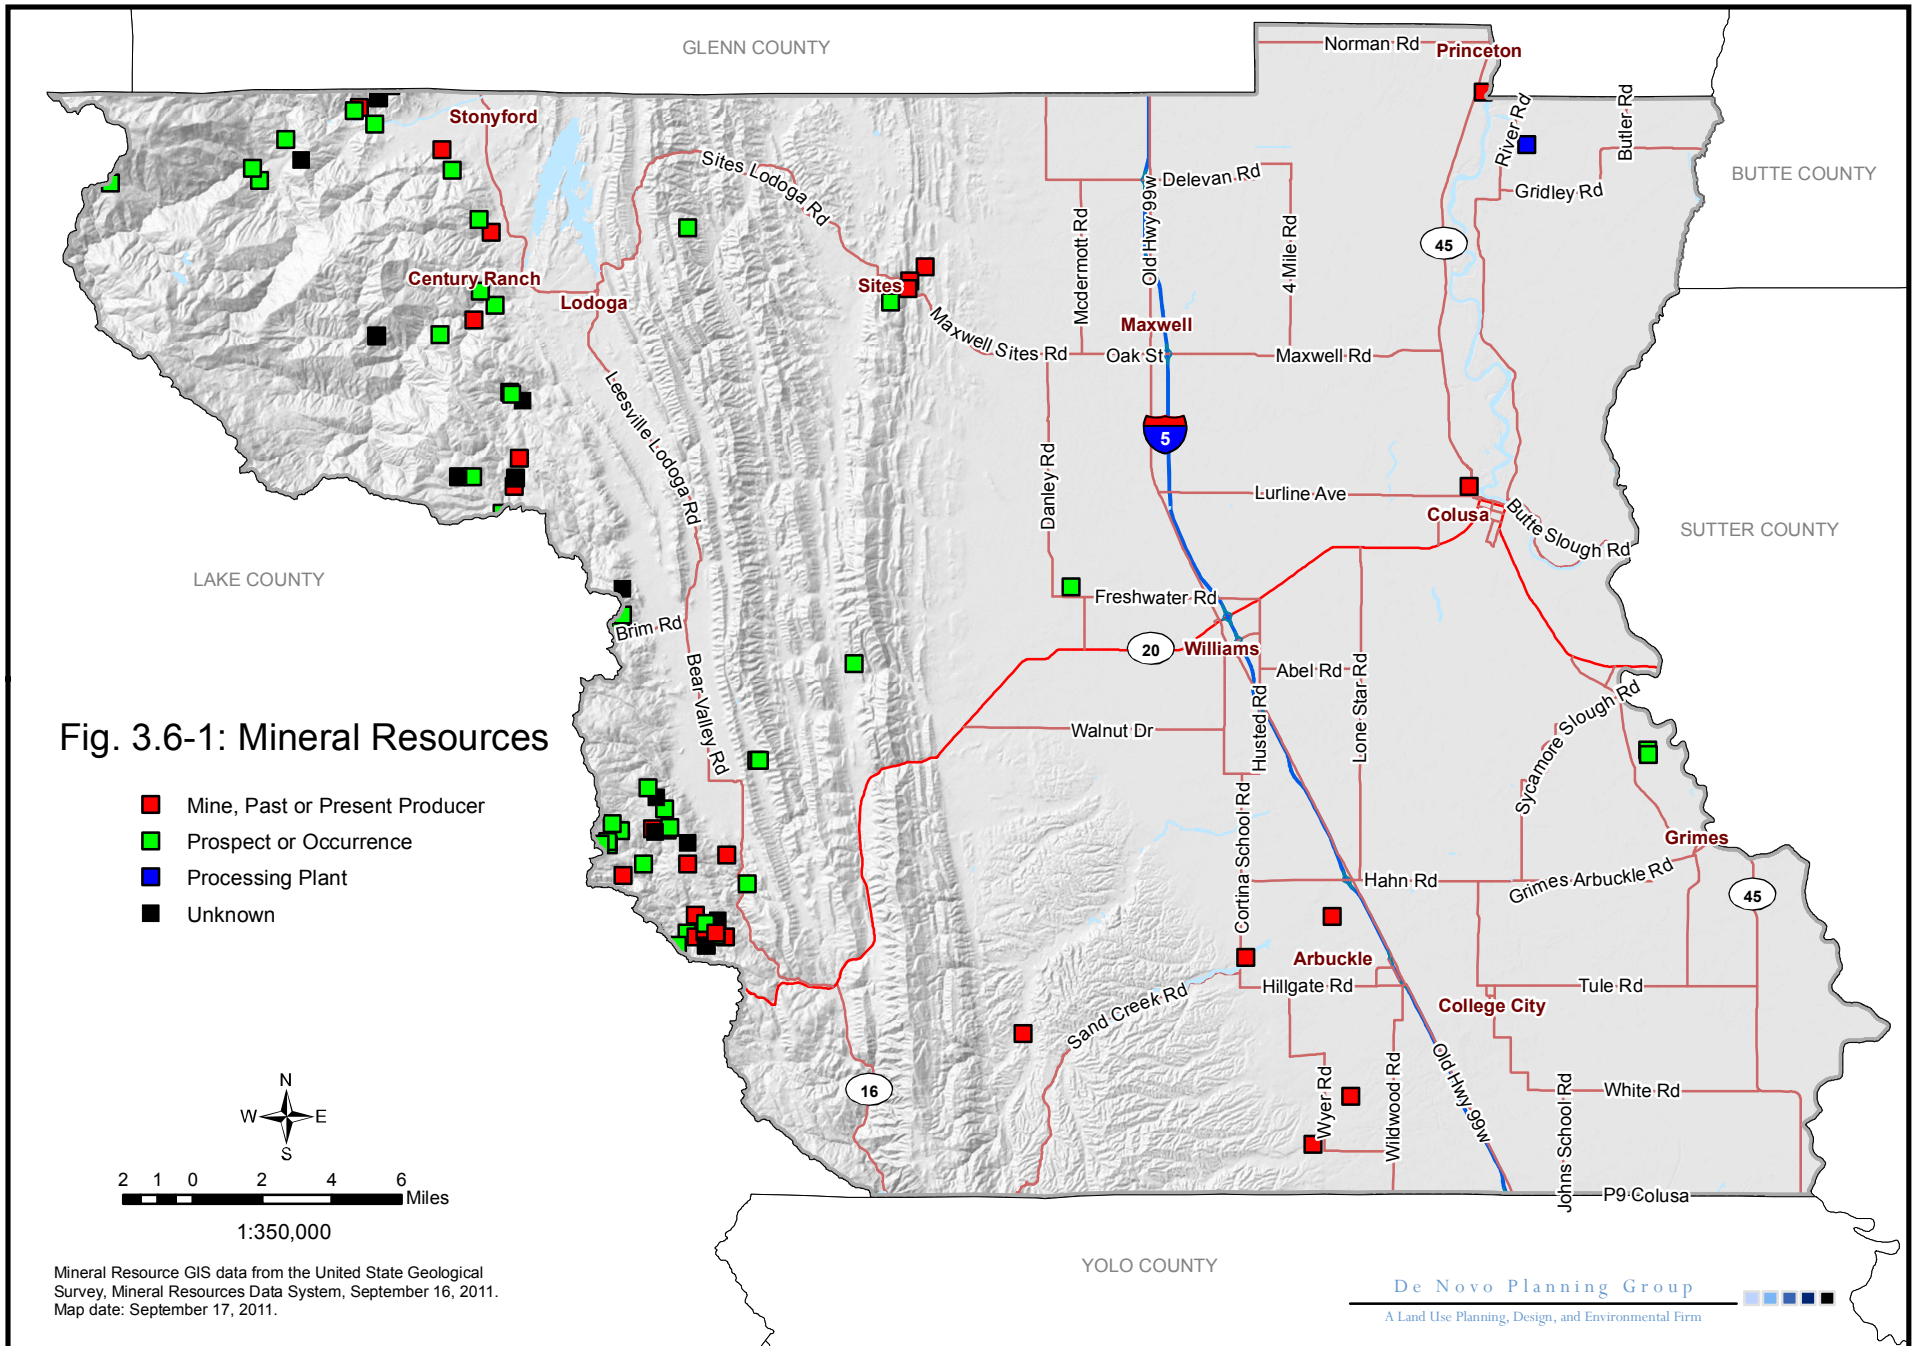 GLENN COUNTY
Norman Rd
Princeton
Stonyford
River Rd
Butler Rd
Sites Lodoga Rd
Delevan Rd
BUTTE COUNTY
Gridley Rd
Mcdermott Rd
Old Hwy 99w
4 Mile Rd
45
Century Ranch
Lodoga
Sites
Maxwell
Maxwell Sites Rd
Oak St
Maxwell Rd
Leesville Lodoga Rd
5
Danley Rd
Lurline Ave
Colusa
Butte Slough Rd
SUTTER COUNTY
LAKE COUNTY
Freshwater Rd
Brim Rd
20
Williams
Abel Rd
Bear Valley Rd
Husted Rd
Lone Star Rd
Walnut Dr
Sycamore Slough Rd
Fig. 3.6-1: Mineral Resources
Mine, Past or Present Producer
Prospect or Occurrence
Processing Plant
Unknown
Cortina School Rd
Grimes
Hahn Rd
Grimes Arbuckle Rd
45
Arbuckle
Hillgate Rd
Tule Rd
College City
Sand Creek Rd
16
Wyer Rd
Wildwood Rd
Old Hwy 99w
White Rd
Johns School Rd
P9 Colusa
N
W E
S
2 1 0 2 4 6
Miles
1:350,000
YOLO COUNTY
Mineral Resource GIS data from the United State Geological
Survey, Mineral Resources Data System, September 16, 2011.
Map date: September 17, 2011.
De Novo Planning Group
A Land Use Planning, Design, and Environmental Firm